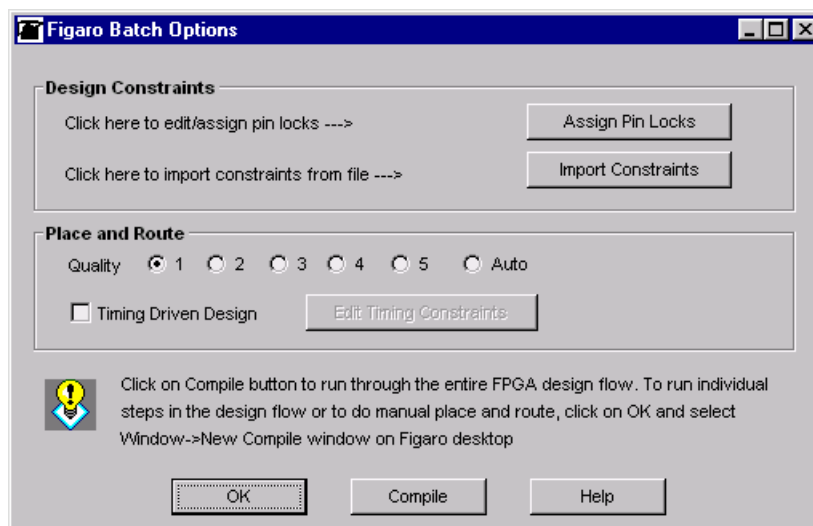 Figaro Batch Options
Design Constraints
Click here to edit/assign pin locks --->
Assign Pin Locks
Click here to import constraints from file --->
Import Constraints
Place and Route
Quality 1 2 3 4 5 Auto
Timing Driven Design
Edit Timing Constraints
Click on Compile button to run through the entire FPGA design flow. To run individual
steps in the design flow or to do manual place and route, click on OK and select
Window->New Compile window on Figaro desktop
OK Compile Help